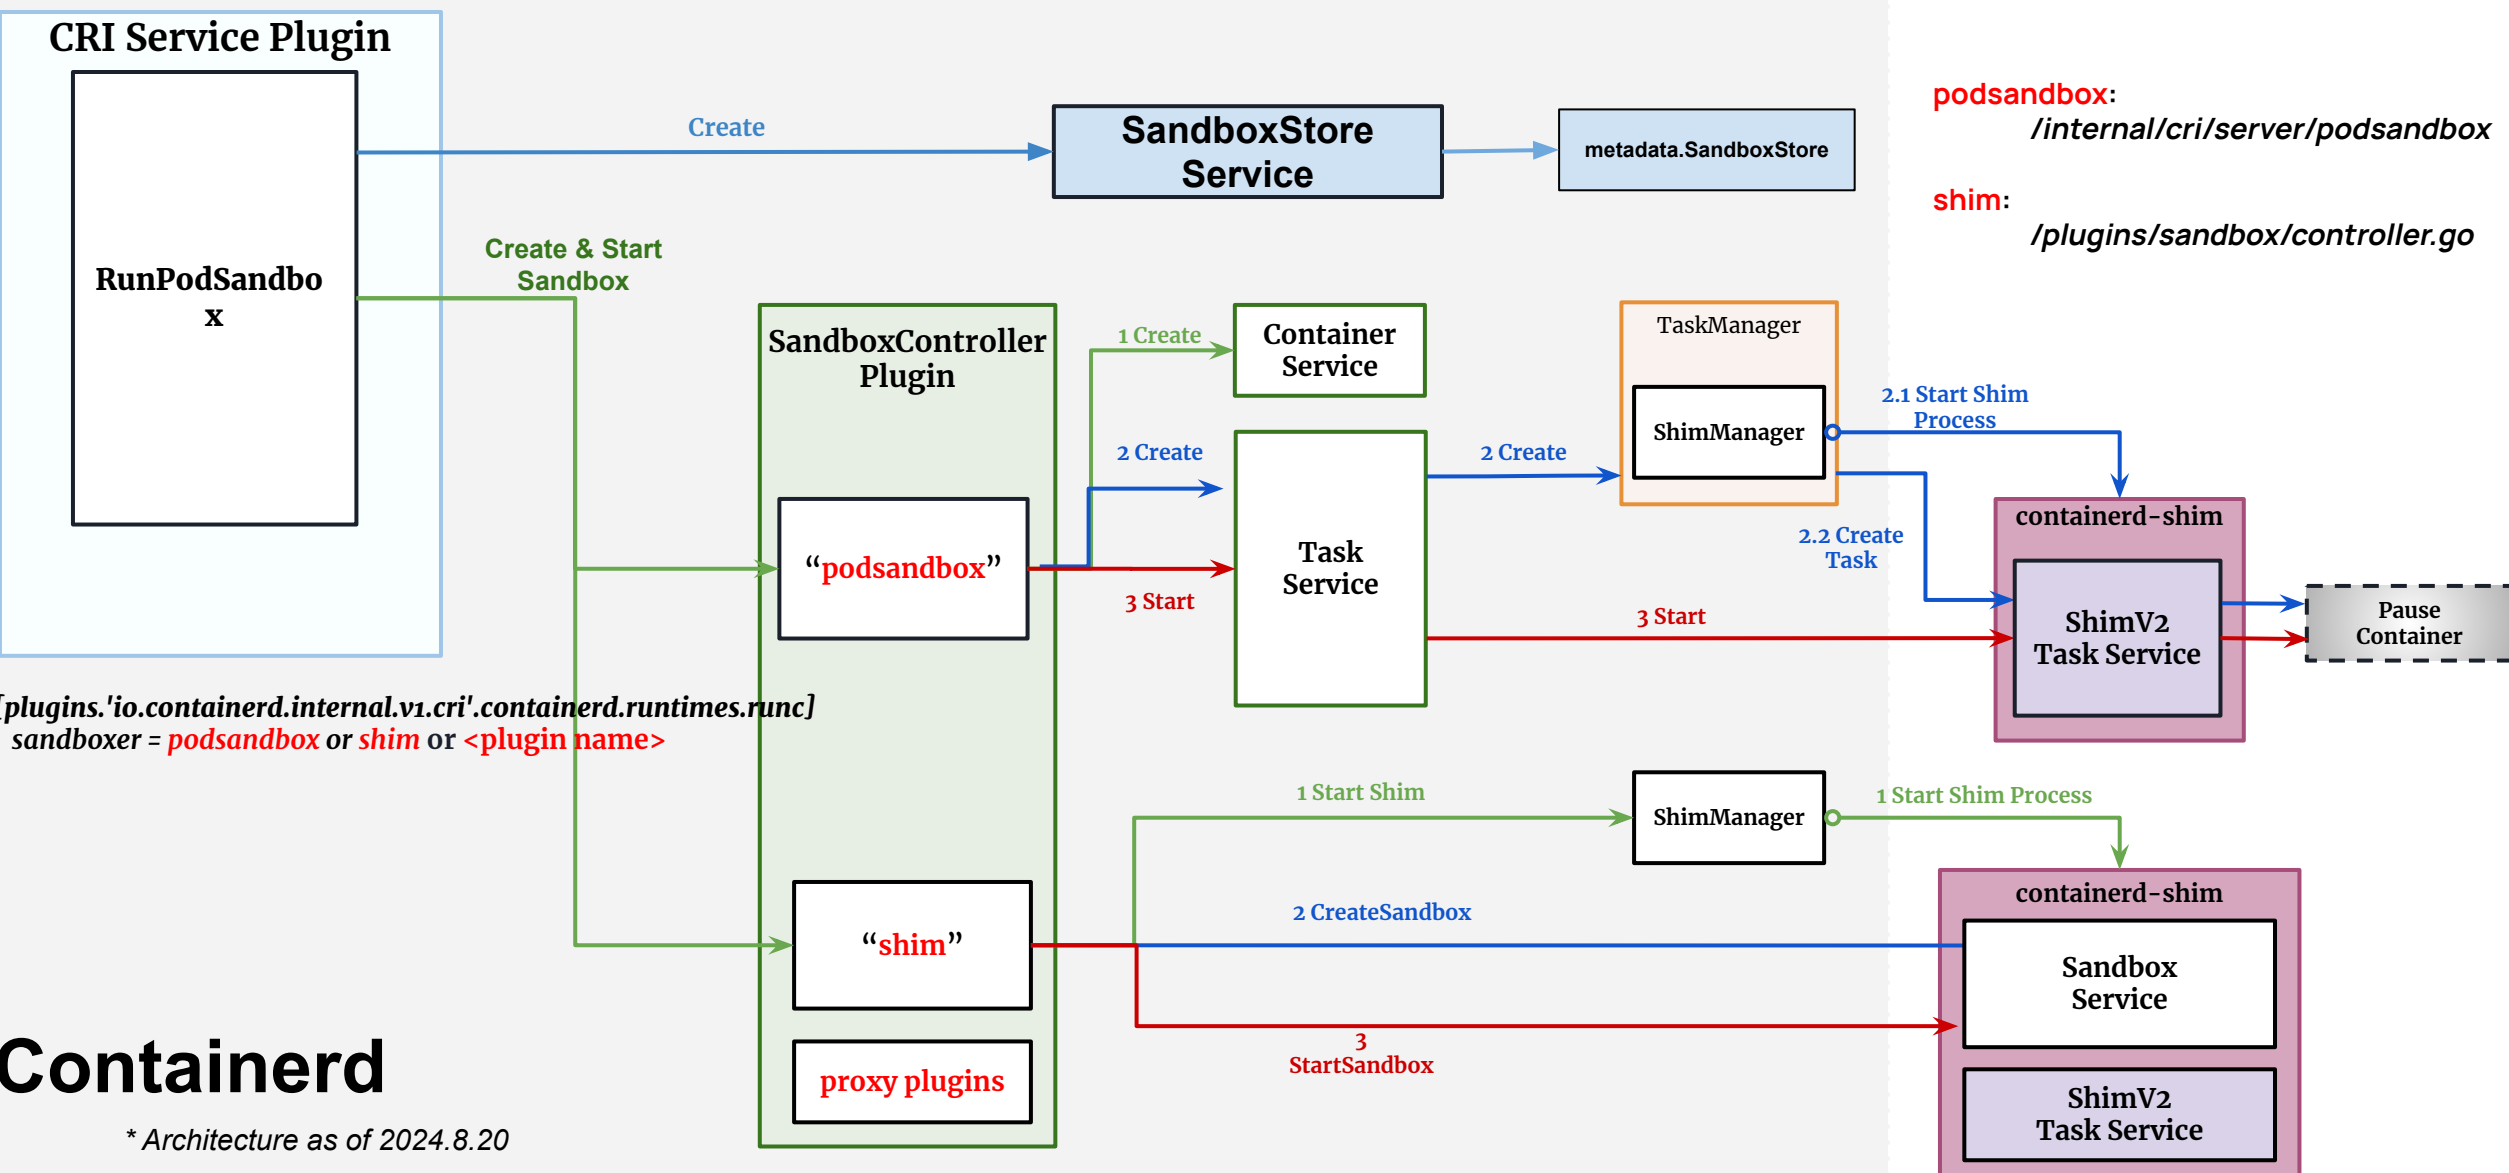 CRI Service Plugin
RunPodSandbo
x
Create
SandboxStore
Service
metadata.SandboxStore
podsandbox:
/internal/cri/server/podsandbox
shim:
/plugins/sandbox/controller.go
Create & Start
Sandbox
SandboxController
Plugin
1 Create
Container
Service
TaskManager
ShimManager
2.1 Start Shim
Process
2 Create
2 Create
containerd-shim
“podsandbox”
Task
Service
2.2 Create
Task
3 Start
3 Start
ShimV2
Task Service
Pause
Container
[plugins.'io.containerd.internal.v1.cri'.containerd.runtimes.runc]
sandboxer = podsandbox or shim or <plugin name>
1 Start Shim
ShimManager
1 Start Shim Process
containerd-shim
2 CreateSandbox
“shim”
Sandbox
Service
3
StartSandbox
proxy plugins
ShimV2
Task Service
Containerd
* Architecture as of 2024.8.20